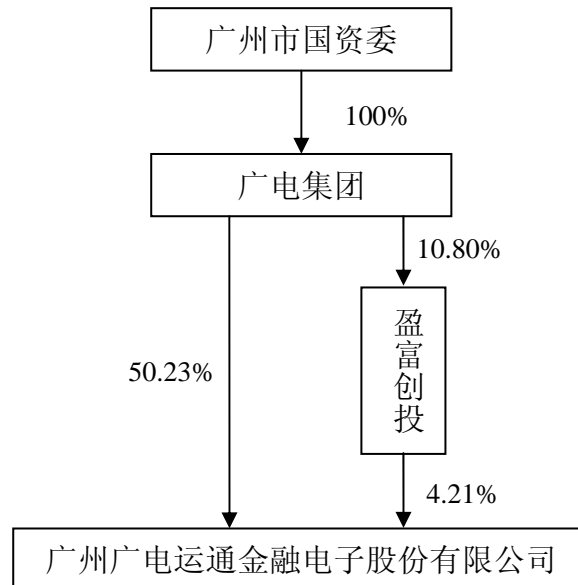 广州市国资委
100%
广电集团
10.80%
盈富创投
50.23%
4.21%
广州广电运通金融电子股份有限公司